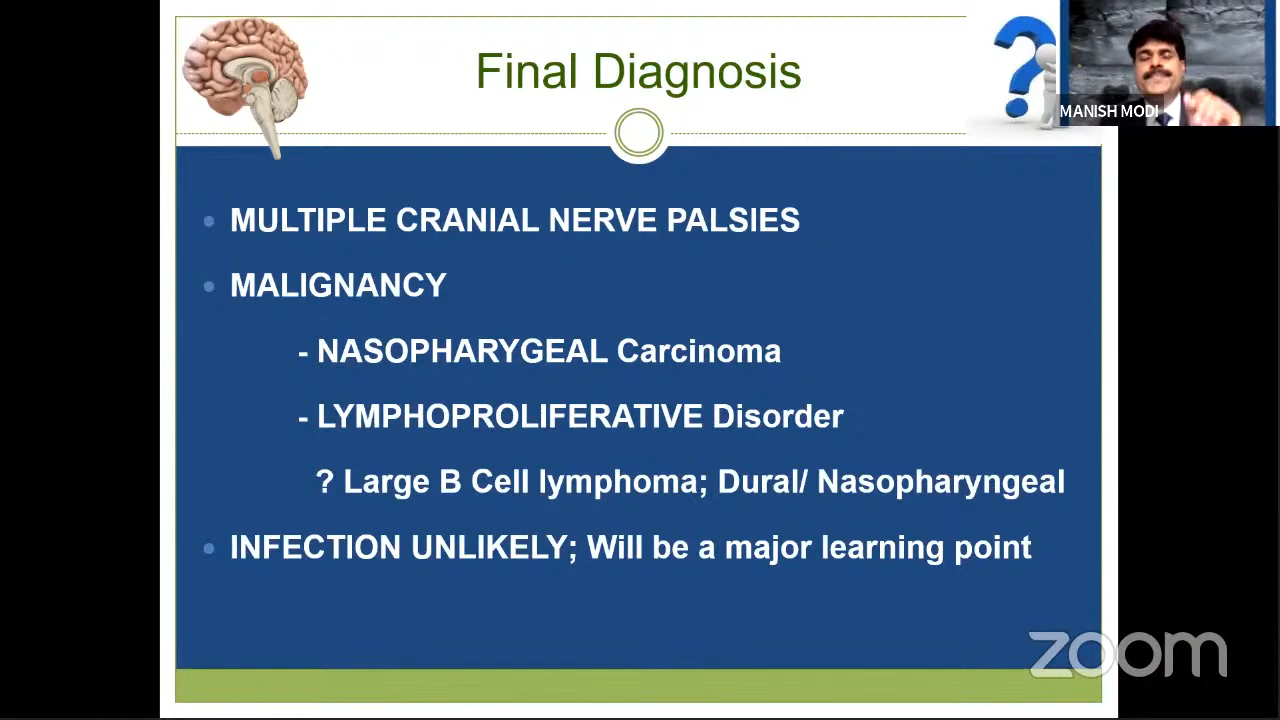 Final Diagnosis
MANISH MODI
MULTIPLE CRANIAL NERVE PALSIES
MALIGNANCY
- NASOPHARYGEAL Carcinoma
- LYMPHOPROLIFERATIVE Disorder
? Large B Cell lymphoma; Dural/ Nasopharyngeal
INFECTION UNLIKELY; Will be a major learning point
zoom